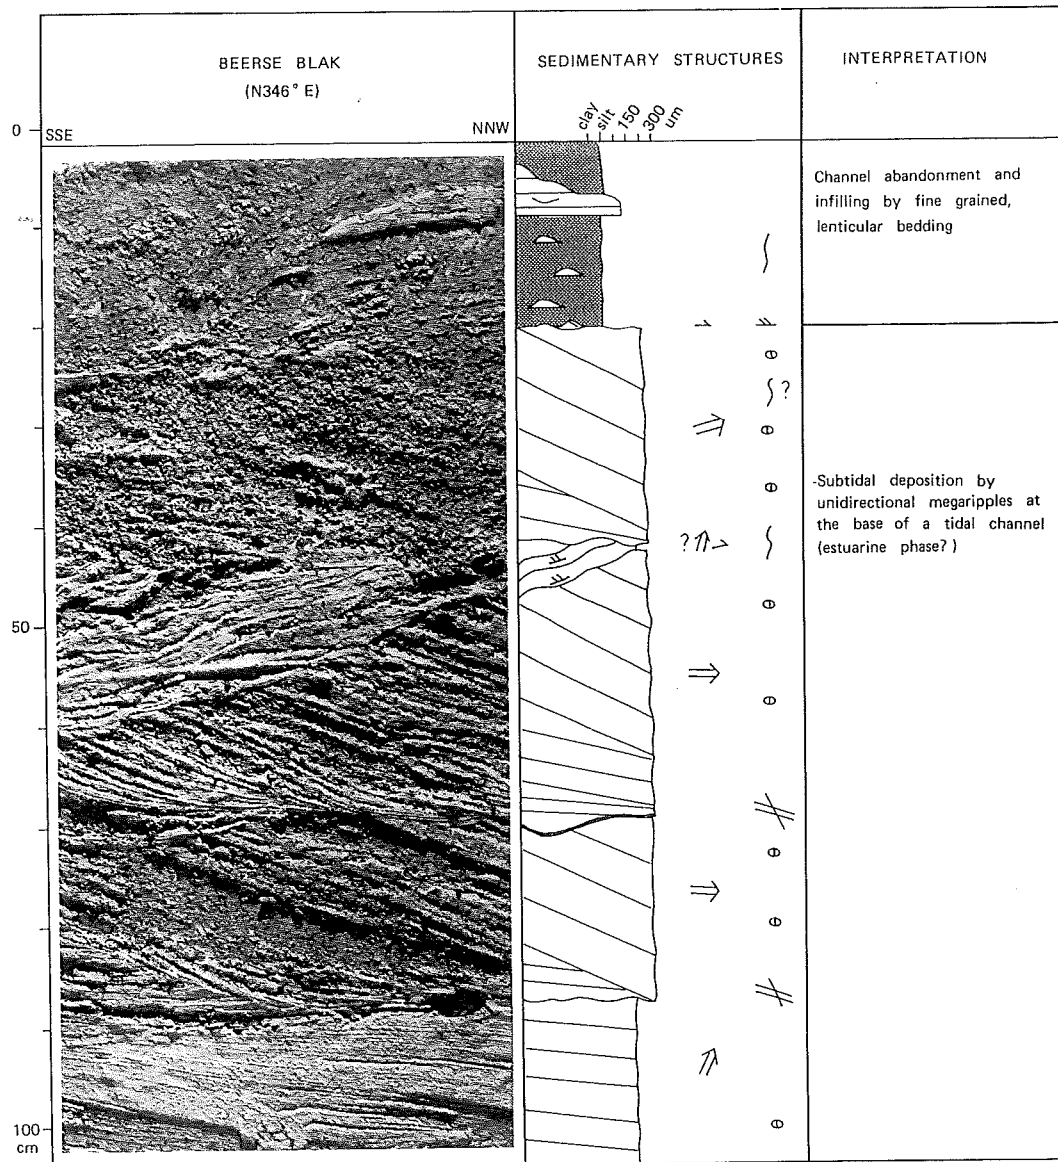 BEERSE BLAK
(N346° E)
SEDIMENTARY STRUCTURES
INTERPRETATION
clay
silt
150
300
um
0
SSE
NNW
Channel abandonment and
infilling by fine grained,
lenticular bedding
?
?
-Subtidal deposition by
unidirectional megaripples at
the base of a tidal channel
(estuarine phase?)
50
100
cm